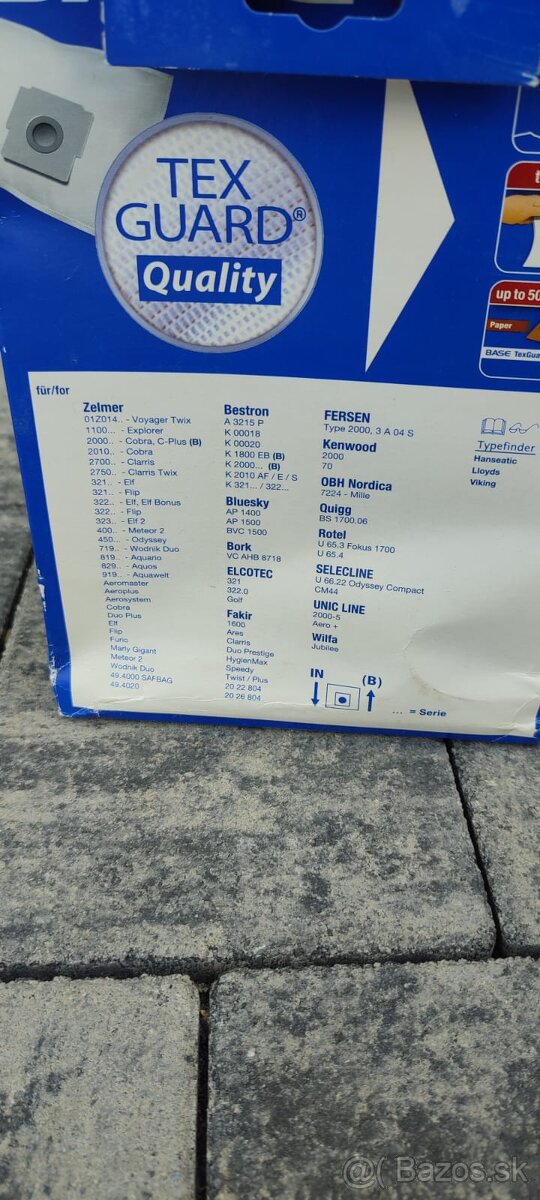 TEX
GUARD®
Quality
up to 50
Paper
BASE TexGua
für/for
Zelmer
01Z014.. - Voyager Twix
1100... - Explorer
2000... - Cobra, C-Plus (B)
2010.. - Cobra
2700.. - Clarris
2750.. - Clarris Twix
321.. - Elf
321.. - Flip
322.. - Elf, Elf Bonus
322.. - Flip
323.. - Elf 2
400.. - Meteor 2
450... - Odyssey
719.. - Wodnik Duo
819.. - Aquario
829.. - Aquos
919.. - Aquawelt
Aeromaster
Aeroplus
Aerosystem
Cobra
Duo Plus
Elf
Flip
Furio
Marly Gigant
Meteor 2
Wodnik Duo
49.4000 SAFBAG
49.4020
Bestron
A 3215 P
K 00018
K 00020
K 1800 EB (B)
K 2000... (B)
K 2010 AF / E / S
K 321... / 322...
Bluesky
AP 1400
AP 1500
BVC 1500
Bork
VC AHB 8718
ELCOTEC
321
322.0
Golf
Fakir
1600
Ares
Clarris
Duo Prestige
HygienMax
Speedy
Twist / Plus
20 22 804
20 26 804
FERSEN
Type 2000, 3 A 04 S
Kenwood
2000
70
OBH Nordica
7224 - Mille
Quigg
BS 1700.06
Rotel
U 65.3 Fokus 1700
U 65.4
SELECLINE
U 66.22 Odyssey Compact
CM44
UNIC LINE
2000-5
Aero +
Wilfa
Jubilee
IN
(B)
... = Serie
Typefinder
Hanseatic
Lloyds
Viking
@( Bazos.sk